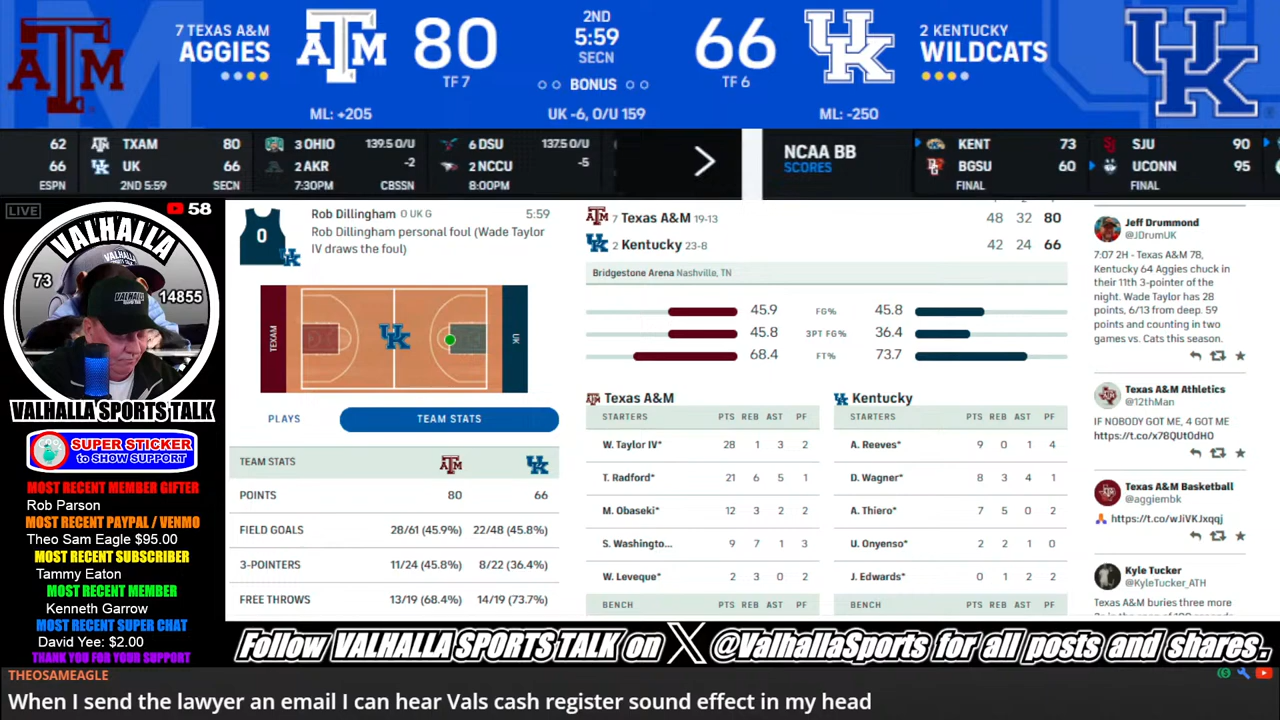 7 TEXAS A&M
AGGIES
80
TF 7
2ND
5:59
SECN
BONUS
66
TF 6
2 KENTUCKY
WILDCATS
ML: +205
UK -6, O/U 159
ML: -250
62
66
ESPN
TXAM 80
UK 66
2ND 5:59 SECN
3 OHIO 139.5 O/U
2 AKR -2
7:30PM CBSSN
6 DSU 137.5 O/U
2 NCCU -5
8:00PM
NCAA BB
SCORES
KENT 73
BGSU 60
FINAL
SJU 90
UCONN 95
FINAL
LIVE
58
VALHALLA
73
14855
VALHALLA SPORTS TALK
SUPER STICKER
to SHOW SUPPORT
MOST RECENT MEMBER GIFTER
Rob Parson
MOST RECENT PAYPAL / VENMO
Theo Sam Eagle $95.00
MOST RECENT SUBSCRIBER
Tammy Eaton
MOST RECENT MEMBER
Kenneth Garrow
MOST RECENT SUPER CHAT
David Yee: $2.00
THANK YOU FOR YOUR SUPPORT
0
Rob Dillingham 0 UK G 5:59
Rob Dillingham personal foul (Wade Taylor
IV draws the foul)
TEXAM
UK
PLAYS
TEAM STATS
TEAM STATS
POINTS 80 66
FIELD GOALS 28/61 (45.9%) 22/48 (45.8%)
3-POINTERS 11/24 (45.8%) 8/22 (36.4%)
FREE THROWS 13/19 (68.4%) 14/19 (73.7%)
7 Texas A&M 19-13 48 32 80
2 Kentucky 23-8 42 24 66
Bridgestone Arena Nashville, TN
45.9 FG% 45.8
45.8 3PT FG% 36.4
68.4 FT% 73.7
Texas A&M
STARTERS PTS REB AST PF
W. Taylor IV* 28 1 3 2
T. Radford* 21 6 5 1
M. Obaseki* 12 3 2 2
S. Washingto... 9 7 1 3
W. Leveque* 2 3 0 2
BENCH PTS REB AST PF
Kentucky
STARTERS PTS REB AST PF
A. Reeves* 9 0 1 4
D. Wagner* 8 3 4 1
A. Thiero* 7 5 0 2
U. Onyenso* 2 2 1 0
J. Edwards* 0 1 2 2
BENCH PTS REB AST PF
Jeff Drummond
@JDrumUK
7:07 2H - Texas A&M 78,
Kentucky 64 Aggies chuck in
their 11th 3-pointer of the
night. Wade Taylor has 28
points, 6/13 from deep. 59
points and counting in two
games vs. Cats this season.
Texas A&M Athletics
@12thMan
IF NOBODY GOT ME, 4 GOT ME
https://t.co/x78QUt0dHO
Texas A&M Basketball
@aggiembk
https://t.co/wJiVKJxqqj
Kyle Tucker
@KyleTucker_ATH
Texas A&M buries three more
Follow VALHALLA SPORTS TALK on X @ValhallaSports for all posts and shares.
THEOSAMEAGLE
When I send the lawyer an email I can hear Vals cash register sound effect in my head